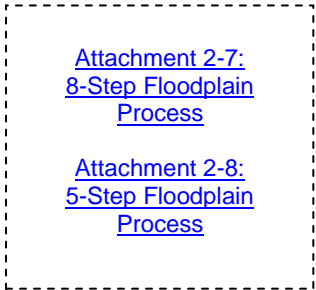 Attachment 2-7:
8-Step Floodplain
Process
Attachment 2-8:
5-Step Floodplain
Process